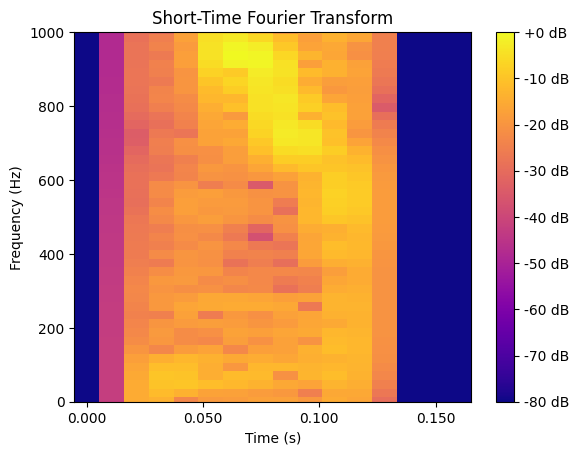 Short-Time Fourier Transform
1000
800
600
400
200
0
Frequency (Hz)
0.000
0.050
0.100
0.150
Time (s)
+0 dB
-10 dB
-20 dB
-30 dB
-40 dB
-50 dB
-60 dB
-70 dB
-80 dB